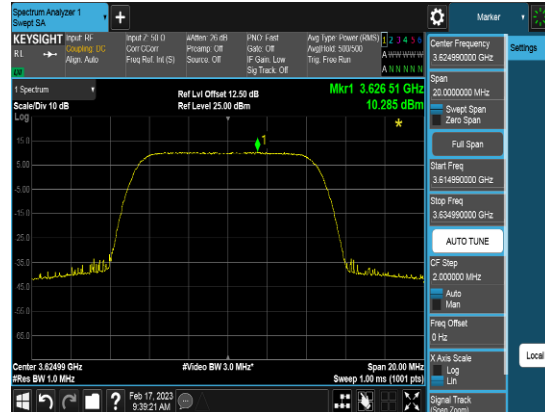 Spectrum Analyzer 1
Swept SA
+
Marker
KEYSIGHT Input: RF Input Z: 50 Ω #Atten: 26 dB PNO: Fast Avg Type: Power (RMS) 1 2 3 4 5 6
RL Coupling: DC Corr CCorr Preamp: Off Gate: Off Avg|Hold: 500/500 A W W W W W
Align: Auto Freq Ref: Int (S) Source: Off IF Gain: Low Trig: Free Run
Sig Track: Off A N N N N N
1 Spectrum
Scale/Div 10 dB
Log
Ref Lvl Offset 12.50 dB
Ref Level 25.00 dBm
Mkr1 3.626 51 GHz
10.285 dBm
15.0
1
5.00
-5.00
-15.0
-25.0
-35.0
-45.0
-55.0
-65.0
Center 3.62499 GHz
#Res BW 1.0 MHz
#Video BW 3.0 MHz*
Span 20.00 MHz
Sweep 1.00 ms (1001 pts)
Feb 17, 2023
9:39:21 AM
?
Center Frequency
3.624990000 GHz
Settings
Span
20.0000000 MHz
Swept Span
Zero Span
Full Span
Start Freq
3.614990000 GHz
Stop Freq
3.634990000 GHz
AUTO TUNE
CF Step
2.000000 MHz
Auto
Man
Freq Offset
0 Hz
X Axis Scale
Log
Lin
Local
Signal Track
(Span Zoom)